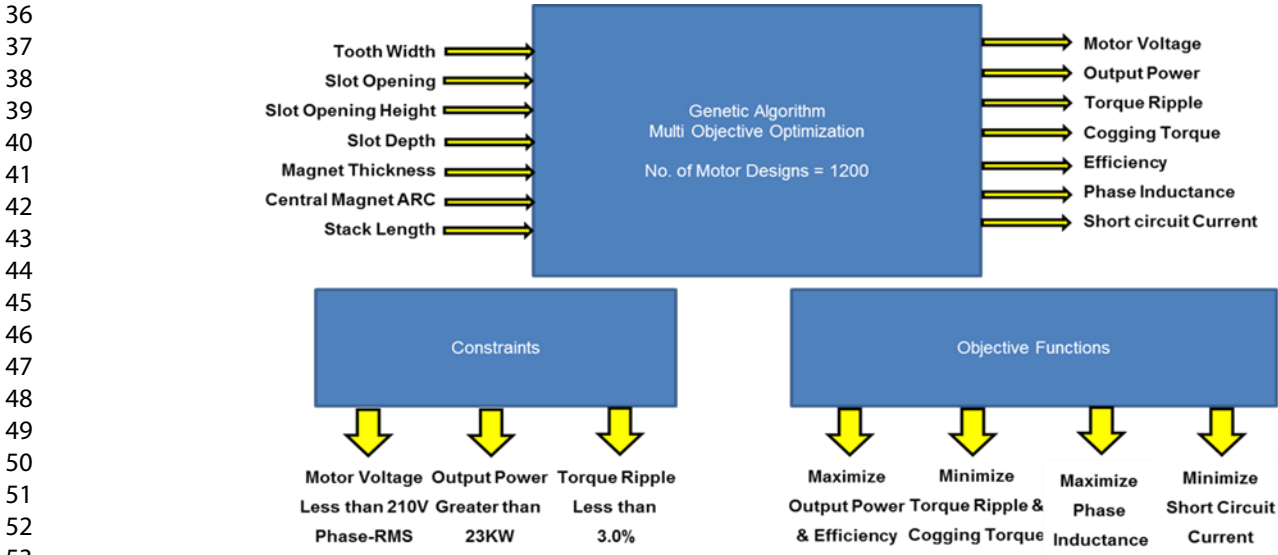 36
37
38
39
40
41
42
43
44
45
46
47
48
49
50
51
52
Tooth Width
Slot Opening
Slot Opening Height
Slot Depth
Magnet Thickness
Central Magnet ARC
Stack Length
Genetic Algorithm
Multi Objective Optimization
No. of Motor Designs = 1200
Motor Voltage
Output Power
Torque Ripple
Cogging Torque
Efficiency
Phase Inductance
Short circuit Current
Constraints
Motor Voltage
Less than 210V
Phase-RMS
Output Power
Greater than
23KW
Torque Ripple
Less than
3.0%
Objective Functions
Maximize
Output Power
& Efficiency
Minimize
Torque Ripple &
Cogging Torque
Maximize
Phase
Inductance
Minimize
Short Circuit
Current